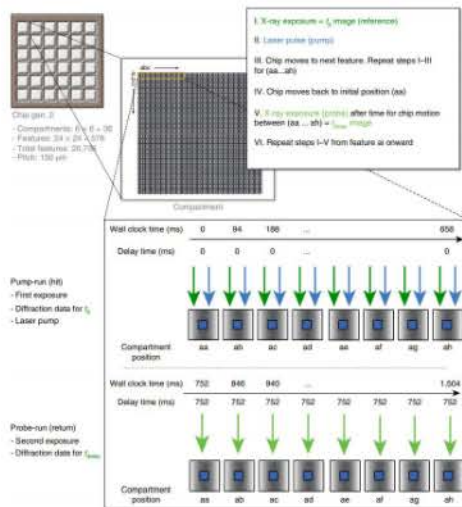 I. X-ray exposure = t₀ image (reference)
II. Laser pulse (pump)
III. Chip moves to next feature. Repeat steps I–III
for (aa...ah)
IV. Chip moves back to initial position (aa)
V. X-ray exposure (probe) after time for chip motion
between (aa ... ah) = image
VI. Repeat steps I–V from feature ai onward
abc
Chip gen. 2
- Compartments: 6 × 6 = 36
- Features: 24 × 24 = 576
- Total features: 20,736
- Pitch: 150 µm
Compartment
Wall clock time (ms) 0 94 188 ... 658
Delay time (ms) 0 0 0 ... 0
Pump-run (hit)
- First exposure
- Diffraction data for t₀
- Laser pump
Compartment
position aa ab ac ad ae af ag ah
Wall clock time (ms) 752 846 940 ... 1,504
Delay time (ms) 752 752 752 752 752 752 752 752
Probe-run (return)
- Second exposure
- Diffraction data for
Compartment
position aa ab ac ad ae af ag ah